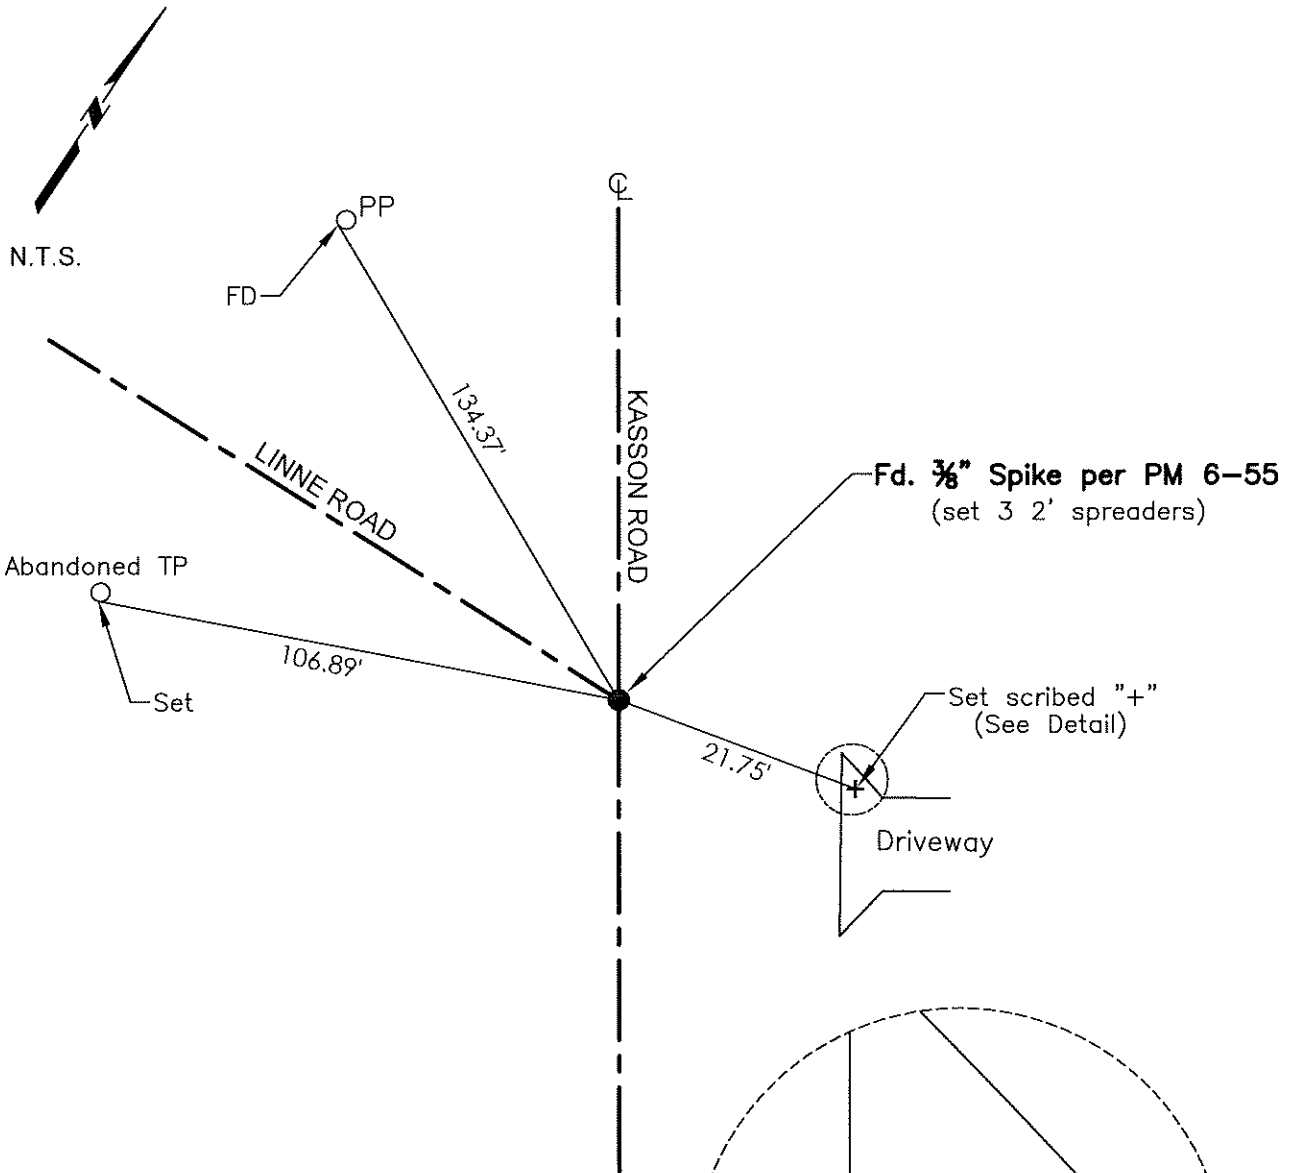 N
N.T.S.
℄
PP
FD
134.37'
KASSON ROAD
LINNE ROAD
Fd. ⅜" Spike per PM 6-55
(set 3 2' spreaders)
Abandoned TP
106.89'
Set
Set scribed "+"
(See Detail)
21.75'
Driveway